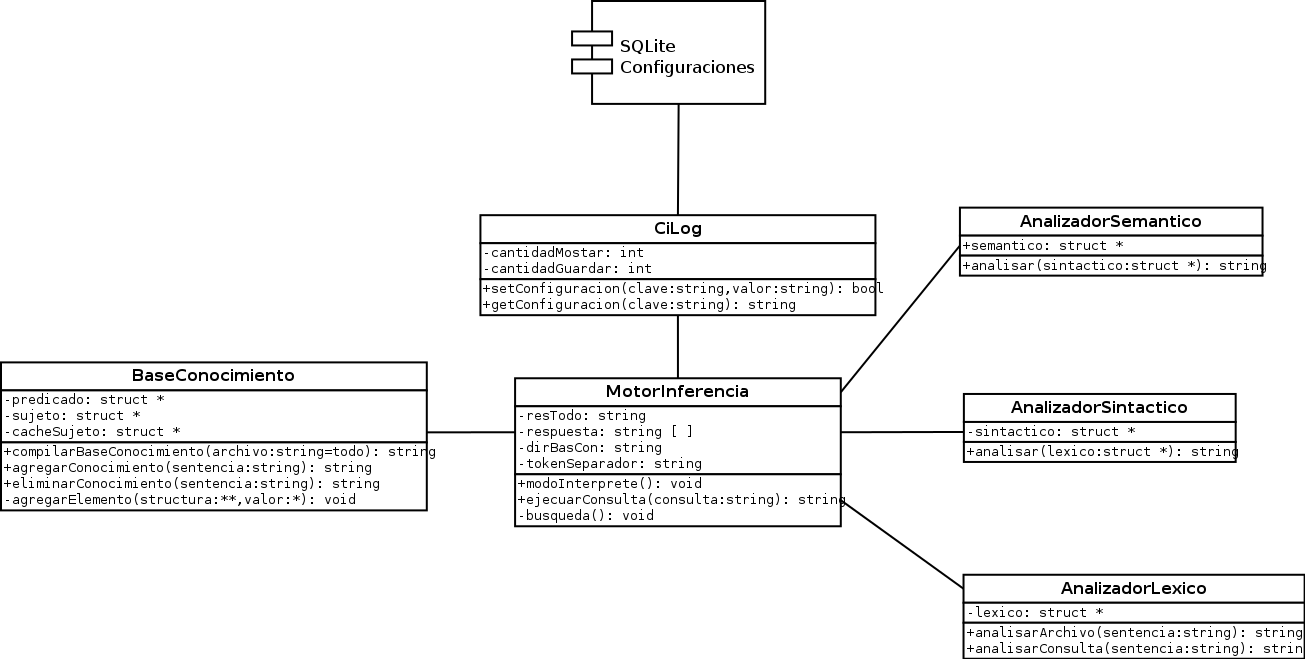 SQLite
Configuraciones
CiLog
-cantidadMostar: int
-cantidadGuardar: int
+setConfiguracion(clave:string,valor:string): bool
+getConfiguracion(clave:string): string
AnalizadorSemantico
+semantico: struct *
+analisar(sintactico:struct *): string
BaseConocimiento
-predicado: struct *
-sujeto: struct *
-cacheSujeto: struct *
+compilarBaseConocimiento(archivo:string=todo): string
+agregarConocimiento(sentencia:string): string
+eliminarConocimiento(sentencia:string): string
-agregarElemento(structura:**,valor:*): void
MotorInferencia
-resTodo: string
-respuesta: string [ ]
-dirBasCon: string
-tokenSeparador: string
+modoInterprete(): void
+ejecuarConsulta(consulta:string): string
-busqueda(): void
AnalizadorSintactico
-sintactico: struct *
+analisar(lexico:struct *): string
AnalizadorLexico
-lexico: struct *
+analisarArchivo(sentencia:string): string
+analisarConsulta(sentencia:string): strin